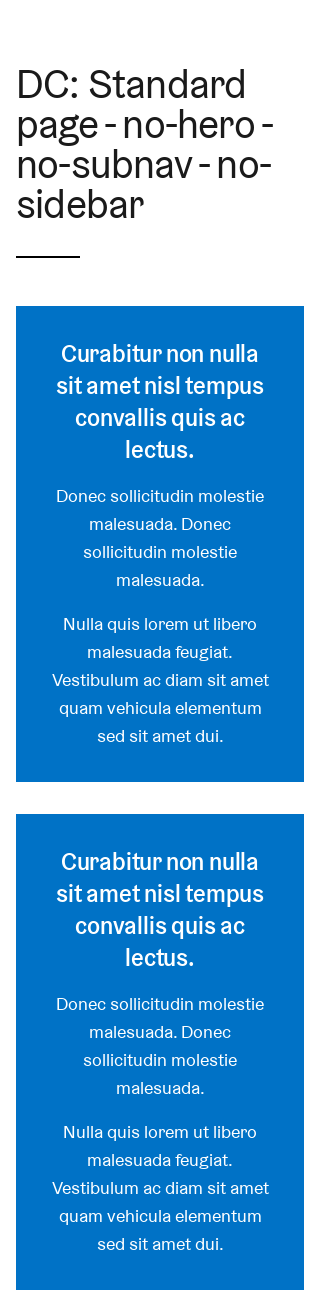 DC: Standard
page - no-hero -
no-subnav - no-
sidebar
Curabitur non nulla
sit amet nisl tempus
convallis quis ac
lectus.
Donec sollicitudin molestie
malesuada. Donec
sollicitudin molestie
malesuada.
Nulla quis lorem ut libero
malesuada feugiat.
Vestibulum ac diam sit amet
quam vehicula elementum
sed sit amet dui.
Curabitur non nulla
sit amet nisl tempus
convallis quis ac
lectus.
Donec sollicitudin molestie
malesuada. Donec
sollicitudin molestie
malesuada.
Nulla quis lorem ut libero
malesuada feugiat.
Vestibulum ac diam sit amet
quam vehicula elementum
sed sit amet dui.